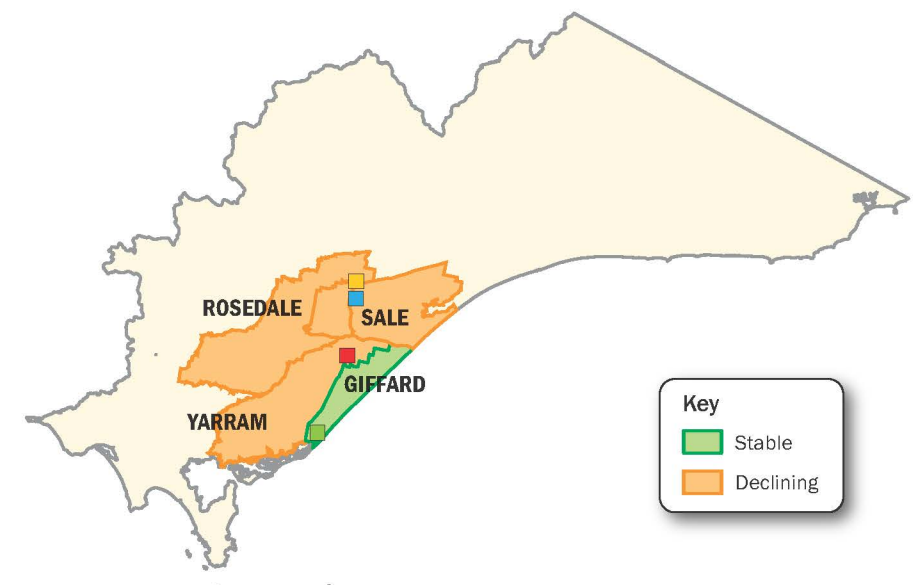 ROSEDALE
SALE
GIFFARD
YARRAM
Key
Stable
Declining